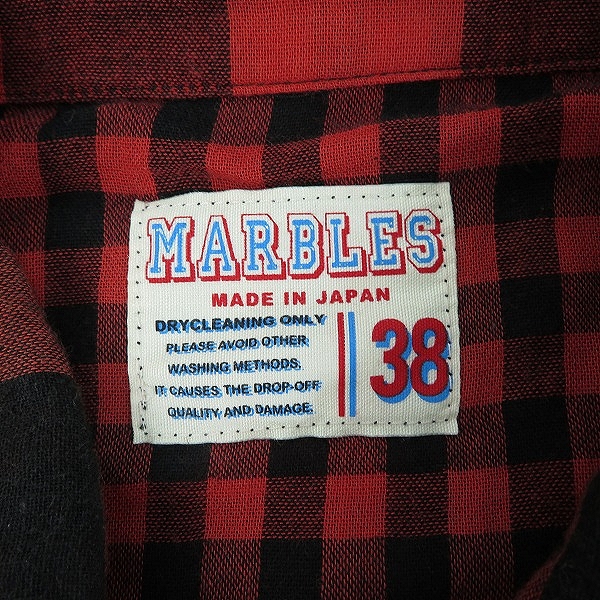 MARBLES
MADE IN JAPAN
DRYCLEANING ONLY
PLEASE AVOID OTHER
WASHING METHODS.
IT CAUSES THE DROP-OFF
QUALITY AND DAMAGE.
38